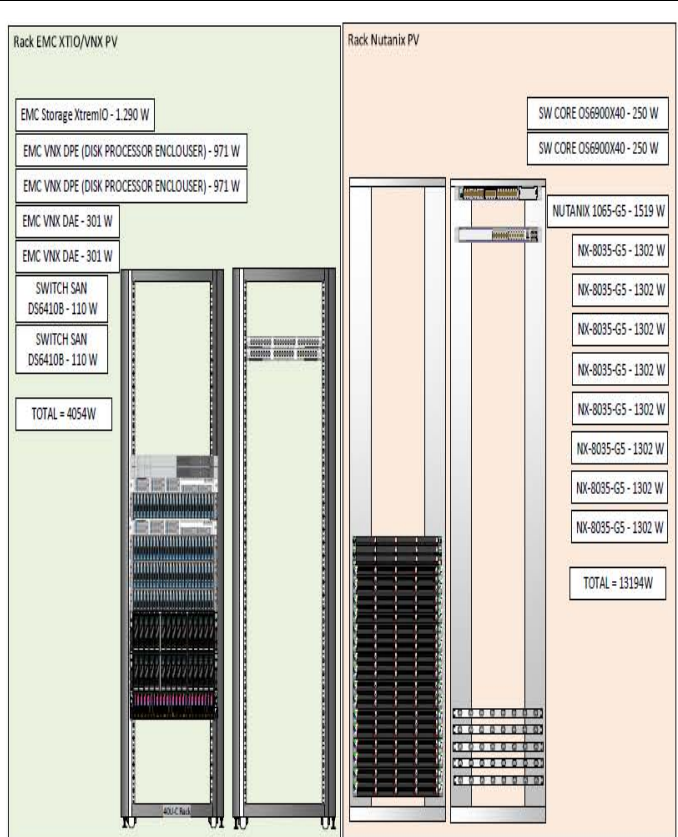 Rack EMC XTIO/VNX PV
EMC Storage XtremIO - 1.290 W
EMC VNX DPE (DISK PROCESSOR ENCLOUSER) - 971 W
EMC VNX DPE (DISK PROCESSOR ENCLOUSER) - 971 W
EMC VNX DAE - 301 W
EMC VNX DAE - 301 W
SWITCH SAN
DS6410B - 110 W
SWITCH SAN
DS6410B - 110 W
TOTAL = 4054W
40U-C Rack
Rack Nutanix PV
SW CORE OS6900X40 - 250 W
SW CORE OS6900X40 - 250 W
NUTANIX 1065-G5 - 1519 W
NX-8035-G5 - 1302 W
NX-8035-G5 - 1302 W
NX-8035-G5 - 1302 W
NX-8035-G5 - 1302 W
NX-8035-G5 - 1302 W
NX-8035-G5 - 1302 W
NX-8035-G5 - 1302 W
NX-8035-G5 - 1302 W
TOTAL = 13194W